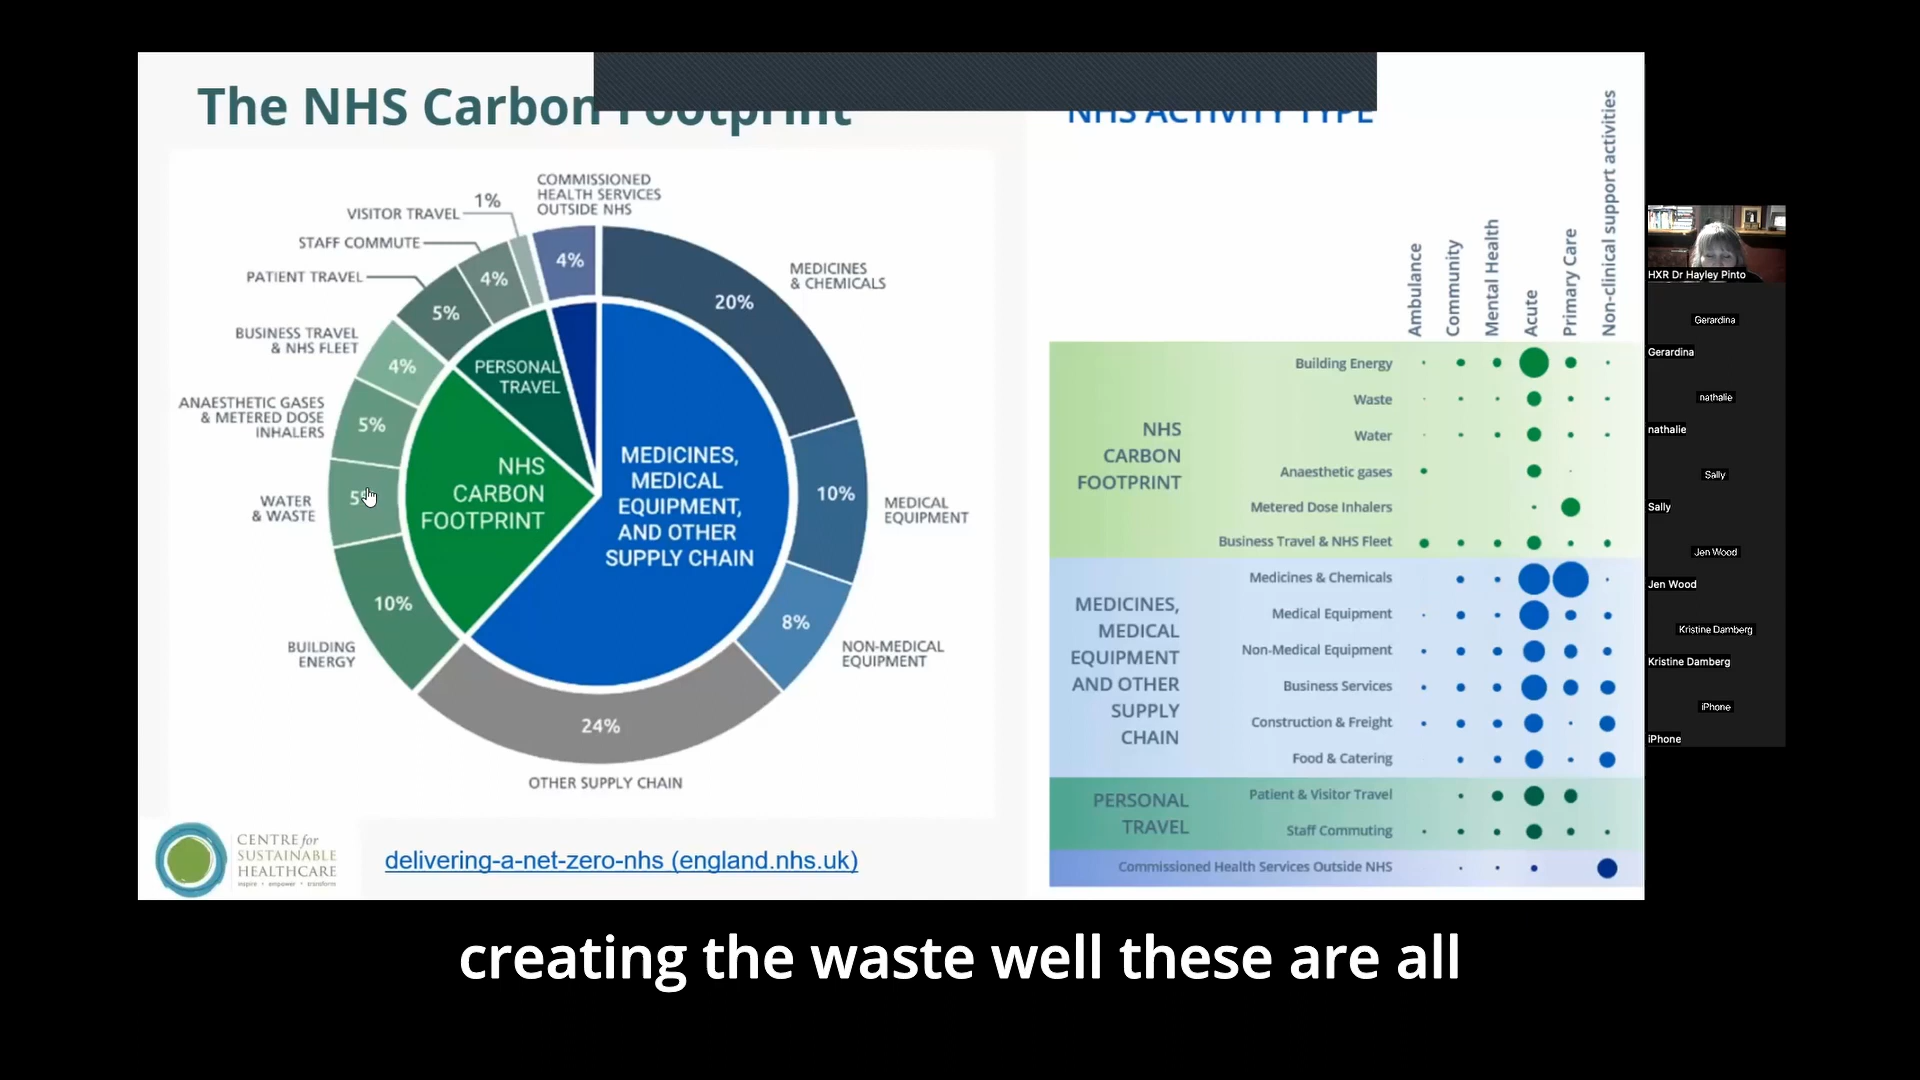 The NHS Carbon Footprint
COMMISSIONED
HEALTH SERVICES
OUTSIDE NHS
1%
VISITOR TRAVEL
STAFF COMMUTE
PATIENT TRAVEL
BUSINESS TRAVEL
& NHS FLEET
ANAESTHETIC GASES
& METERED DOSE
INHALERS
WATER
& WASTE
BUILDING
ENERGY
4%
4%
5%
4%
5%
10%
20%
10%
8%
24%
MEDICINES
& CHEMICALS
MEDICAL
EQUIPMENT
NON-MEDICAL
EQUIPMENT
OTHER SUPPLY CHAIN
PERSONAL
TRAVEL
NHS
CARBON
FOOTPRINT
MEDICINES,
MEDICAL
EQUIPMENT,
AND OTHER
SUPPLY CHAIN
CENTRE for
SUSTAINABLE
HEALTHCARE
inspire • empower • transform
delivering-a-net-zero-nhs (england.nhs.uk)
NHS ACTIVITY TYPE
Ambulance
Community
Mental Health
Acute
Primary Care
Non-clinical support activities
NHS
CARBON
FOOTPRINT
Building Energy
Waste
Water
Anaesthetic gases
Metered Dose Inhalers
Business Travel & NHS Fleet
MEDICINES,
MEDICAL
EQUIPMENT
AND OTHER
SUPPLY
CHAIN
Medicines & Chemicals
Medical Equipment
Non-Medical Equipment
Business Services
Construction & Freight
Food & Catering
PERSONAL
TRAVEL
Patient & Visitor Travel
Staff Commuting
Commissioned Health Services Outside NHS
HXR Dr Hayley Pinto
Gerardina
Gerardina
nathalie
nathalie
Sally
Sally
Jen Wood
Jen Wood
Kristine Damberg
Kristine Damberg
iPhone
iPhone
creating the waste well these are all